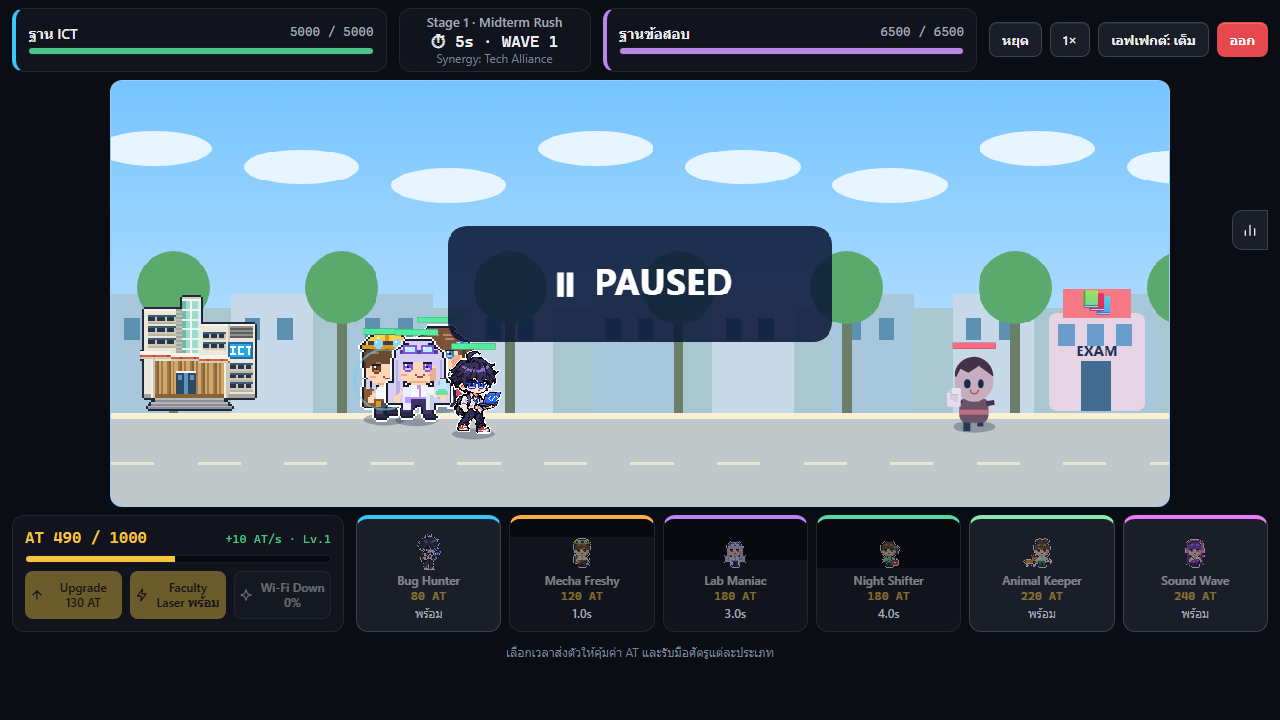 ฐาน ICT
5000 / 5000
Stage 1 · Midterm Rush
5s · WAVE 1
Synergy: Tech Alliance
ฐานข้อสอบ
6500 / 6500
หยุด
1×
เอฟเฟกต์: เต็ม
ออก
PAUSED
ICT
EXAM
AT 490 / 1000
+10 AT/s · Lv.1
Upgrade
130 AT
Faculty
Laser พร้อม
Wi-Fi Down
0%
Bug Hunter
80 AT
พร้อม
Mecha Freshy
120 AT
1.0s
Lab Maniac
180 AT
3.0s
Night Shifter
180 AT
4.0s
Animal Keeper
220 AT
พร้อม
Sound Wave
240 AT
พร้อม
เลือกเวลาส่งตัวให้คุ้มค่า AT และรับมือศัตรูแต่ละประเภท